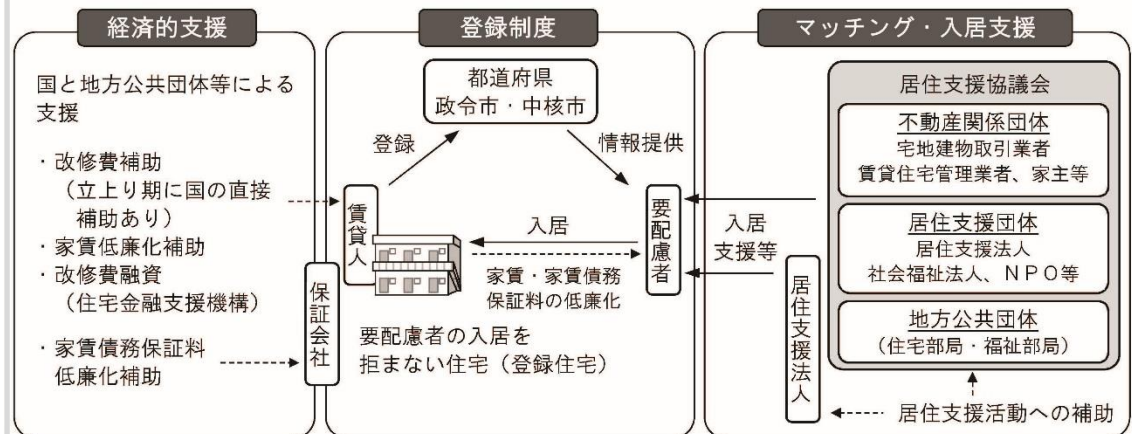 経済的支援
国と地方公共団体等による
支援
・改修費補助
（立上り期に国の直接
補助あり）
・家賃低廉化補助
・改修費融資
（住宅金融支援機構）
・家賃債務保証料
低廉化補助
保証会社
登録制度
都道府県
政令市・中核市
登録
情報提供
賃貸人
入居
家賃・家賃債務
保証料の低廉化
要配慮者
要配慮者の入居を
拒まない住宅（登録住宅）
マッチング・入居支援
入居
支援等
居住支援法人
居住支援協議会
不動産関係団体
宅地建物取引業者
賃貸住宅管理業者、家主等
居住支援団体
居住支援法人
社会福祉法人、ＮＰＯ等
地方公共団体
（住宅部局・福祉部局）
居住支援活動への補助